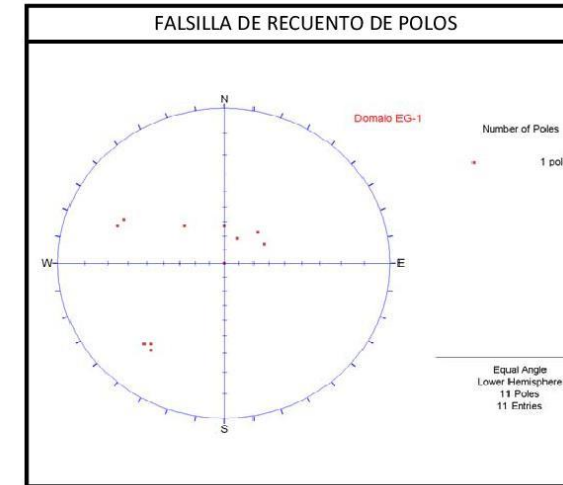 FALSILLA DE RECUENTO DE POLOS
N
Domaio EG-1
Number of Poles
1 pol
W
E
S
Equal Angle
Lower Hemisphere
11 Poles
11 Entries